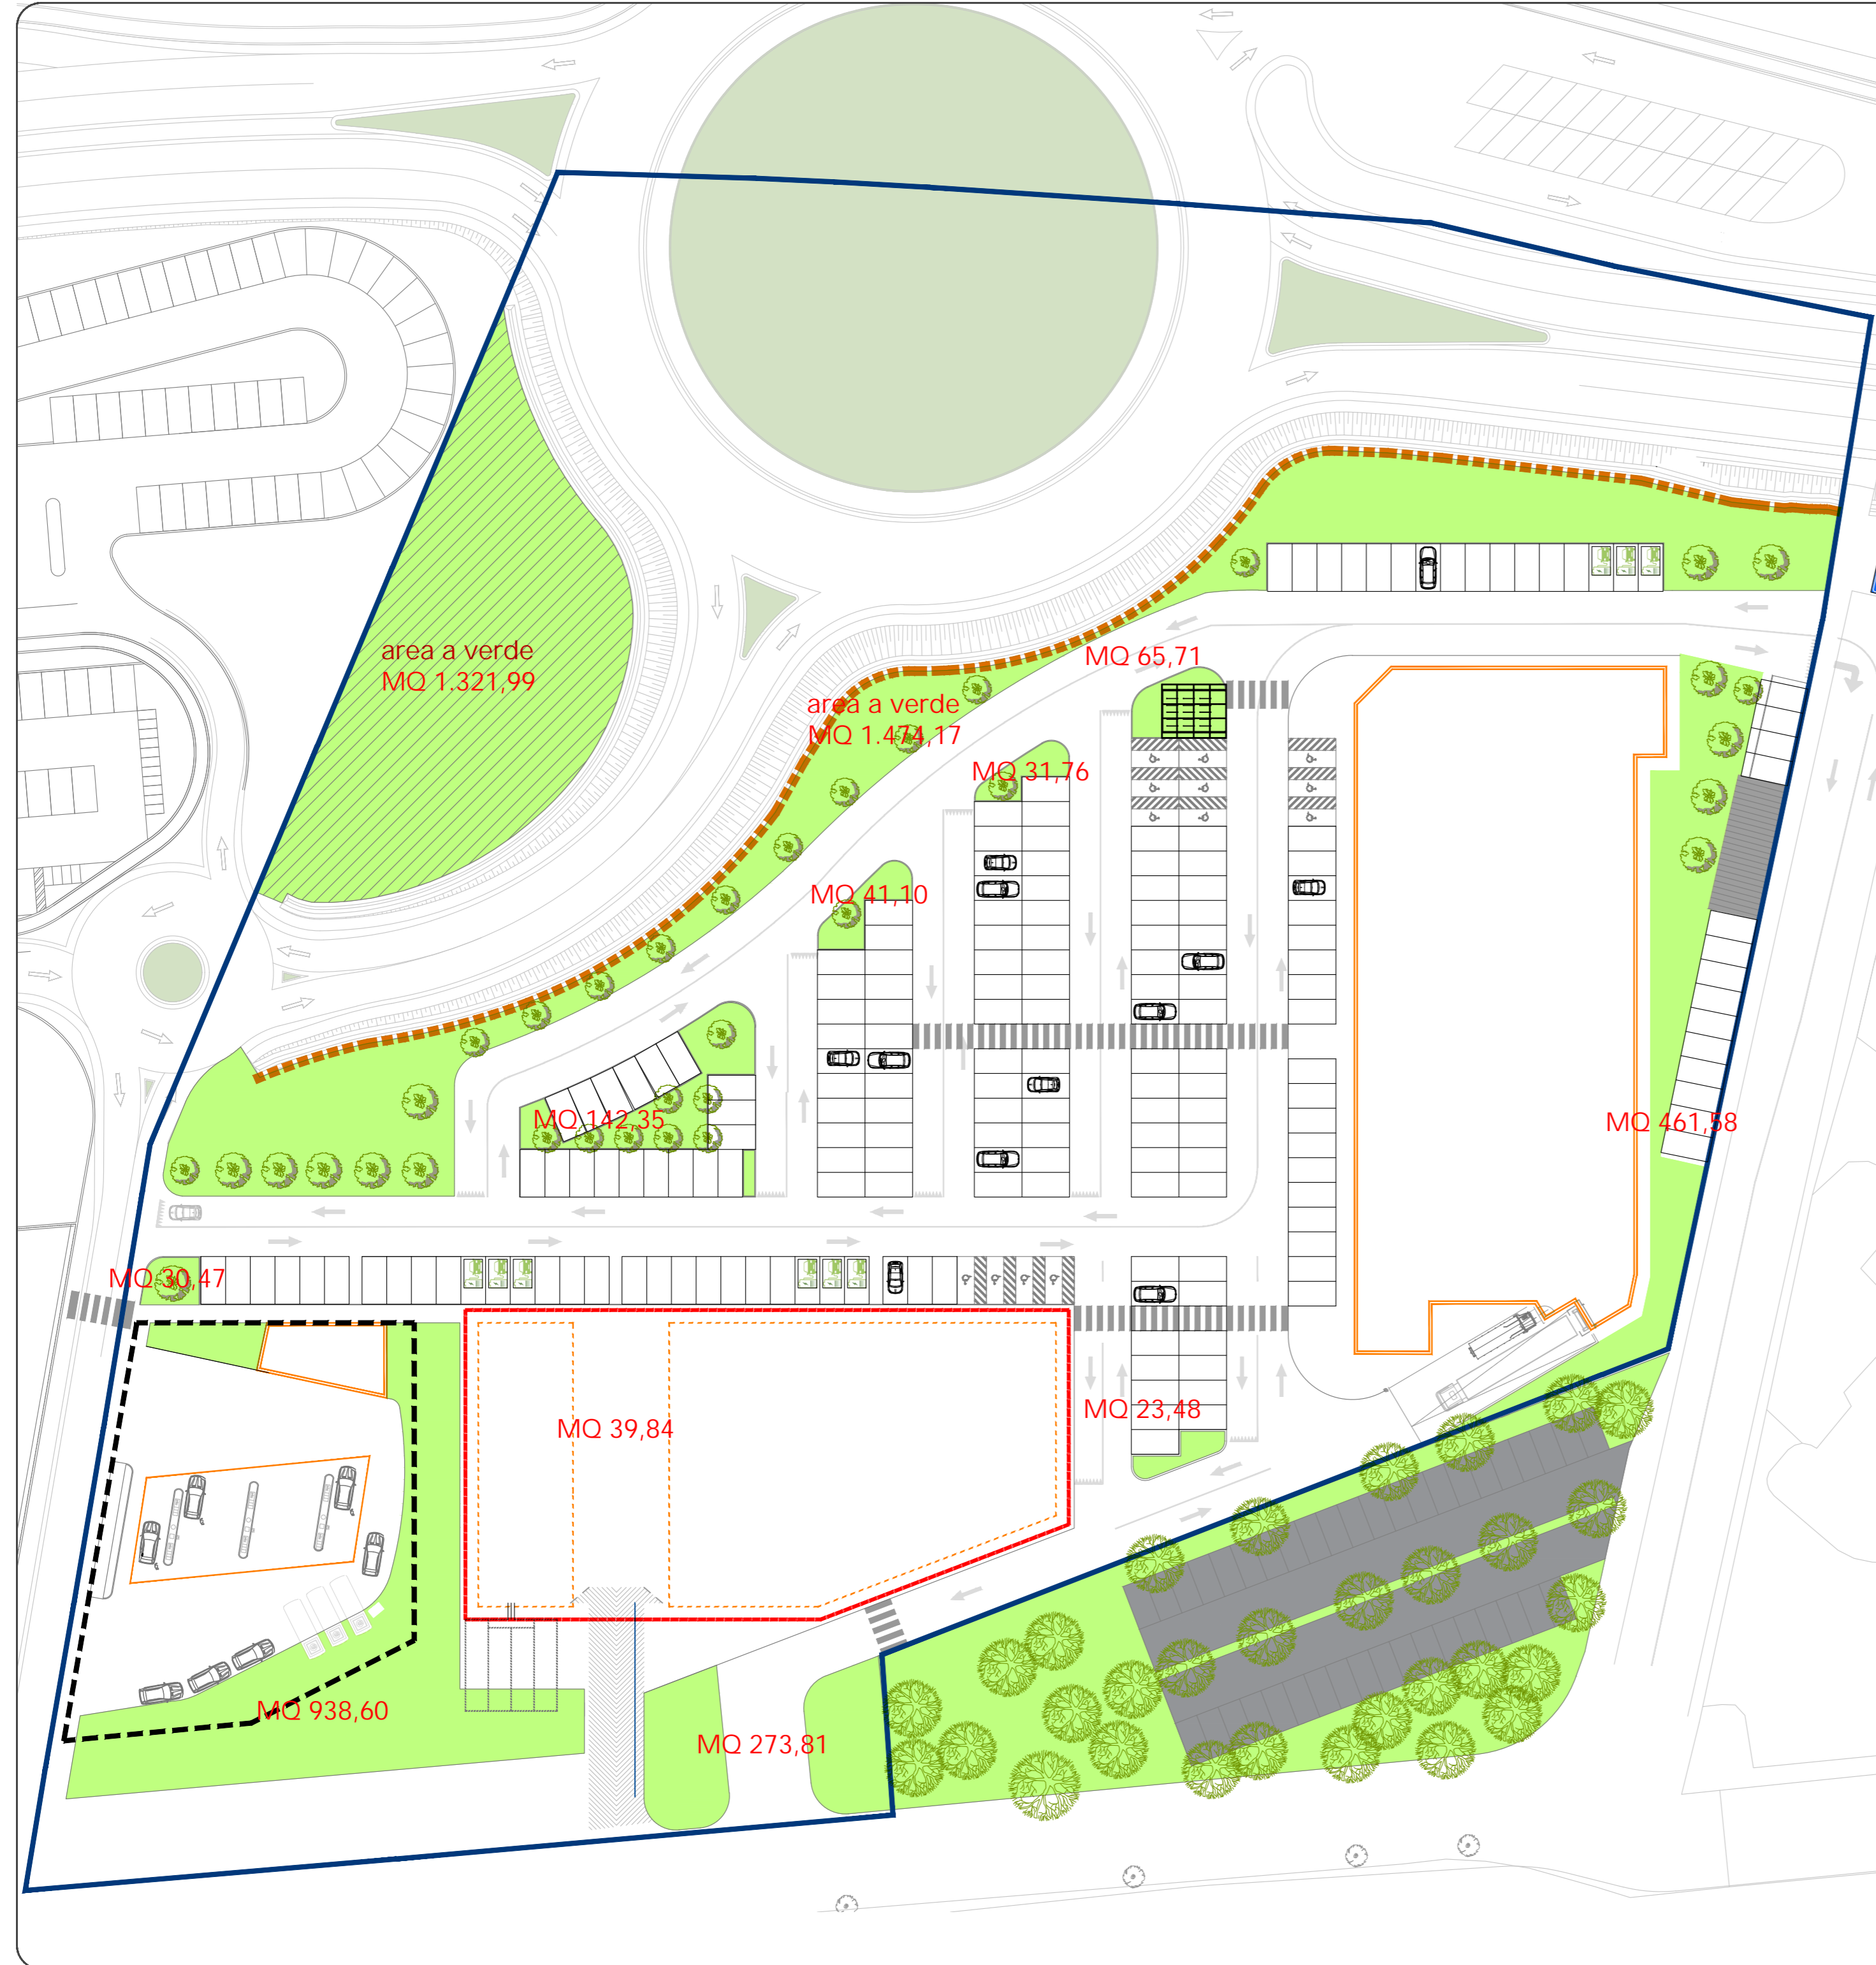 area a verde
MQ 1.321,99
MQ 65,71
area a verde
MQ 1.474,17
MQ 31,76
MQ 41,10
MQ 142,35
MQ 461,58
MQ 30,47
MQ 39,84
MQ 23,48
MQ 938,60
MQ 273,81